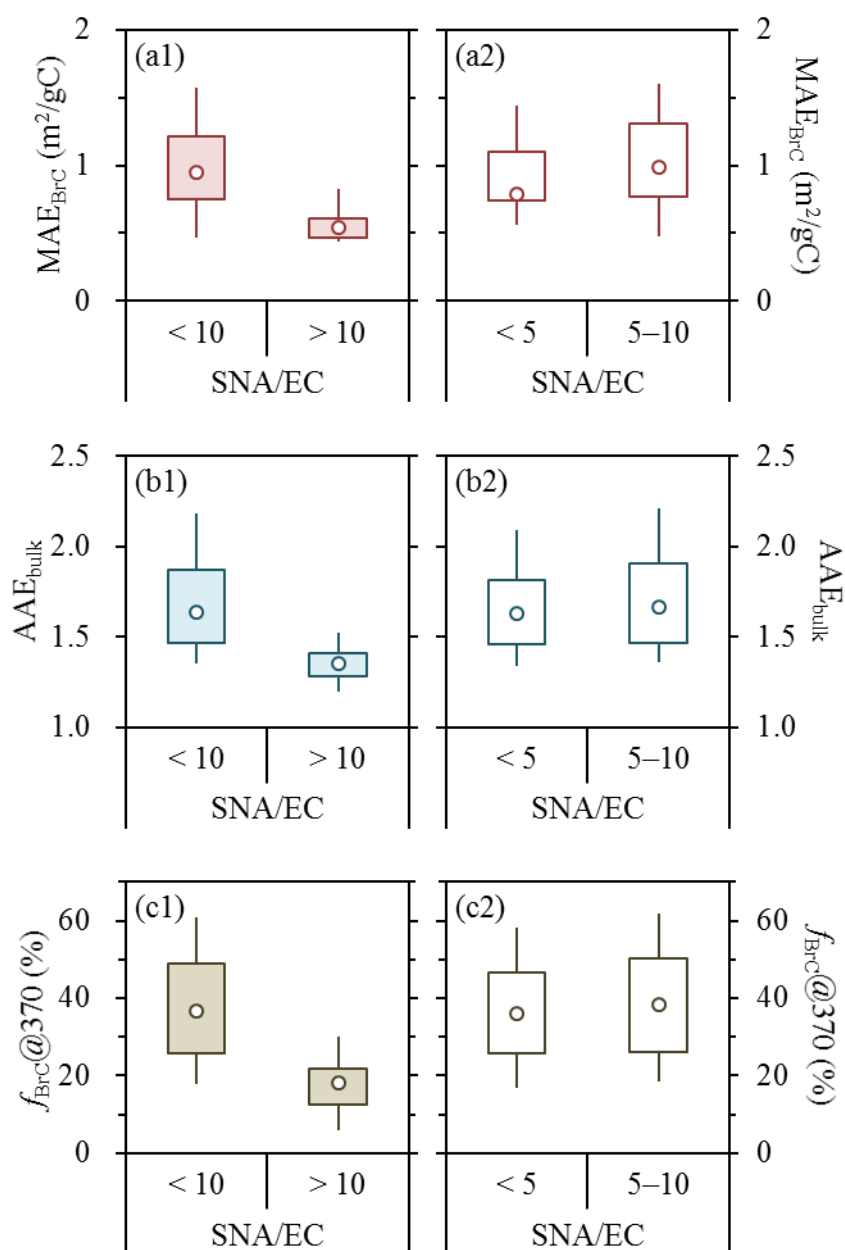 2
(a1)
MAE_BrC (m²/gC)
1
0
< 10
> 10
SNA/EC
(a2)
2
MAE_BrC (m²/gC)
1
0
< 5
5–10
SNA/EC
2.5
(b1)
AAE_bulk
2.0
1.5
1.0
< 10
> 10
SNA/EC
(b2)
2.5
AAE_bulk
2.0
1.5
1.0
< 5
5–10
SNA/EC
(c1)
f_BrC@370 (%)
60
40
20
0
< 10
> 10
SNA/EC
(c2)
f_BrC@370 (%)
60
40
20
0
< 5
5–10
SNA/EC